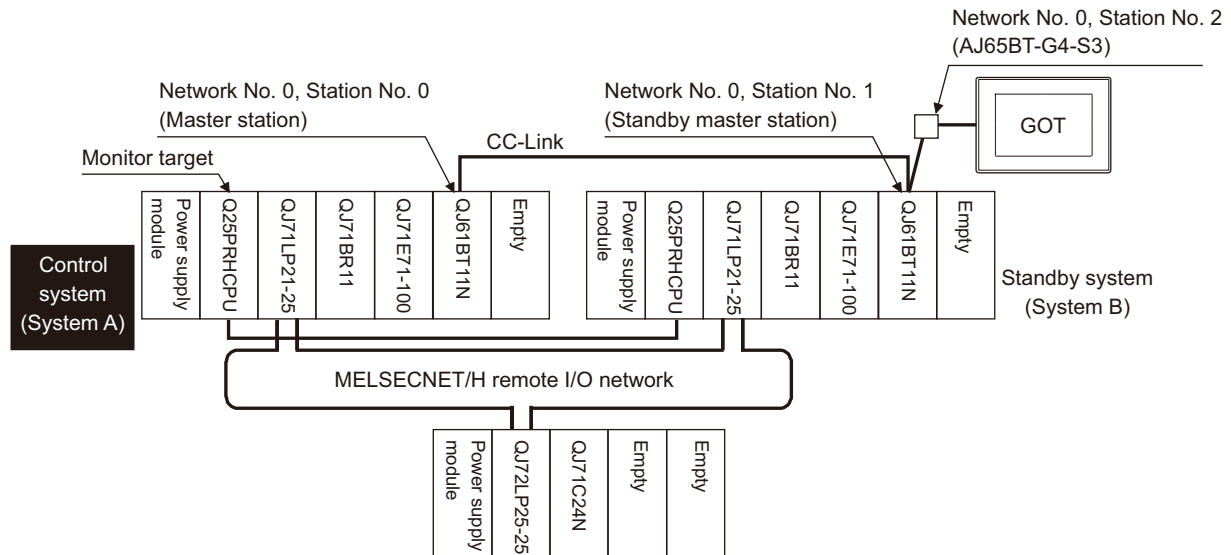 Network No. 0, Station No. 2
(AJ65BT-G4-S3)
Network No. 0, Station No. 0
(Master station)
Network No. 0, Station No. 1
(Standby master station)
GOT
CC-Link
Monitor target
Power supply
module
Q25PRHCPU
QJ71LP21-25
QJ71BR11
QJ71E71-100
QJ61BT11N
Empty
Power supply
module
Q25PRHCPU
QJ71LP21-25
QJ71BR11
QJ71E71-100
QJ61BT11N
Empty
Control
system
(System A)
Standby system
(System B)
MELSECNET/H remote I/O network
Power supply
module
QJ72LP25-25
QJ71C24N
Empty
Empty